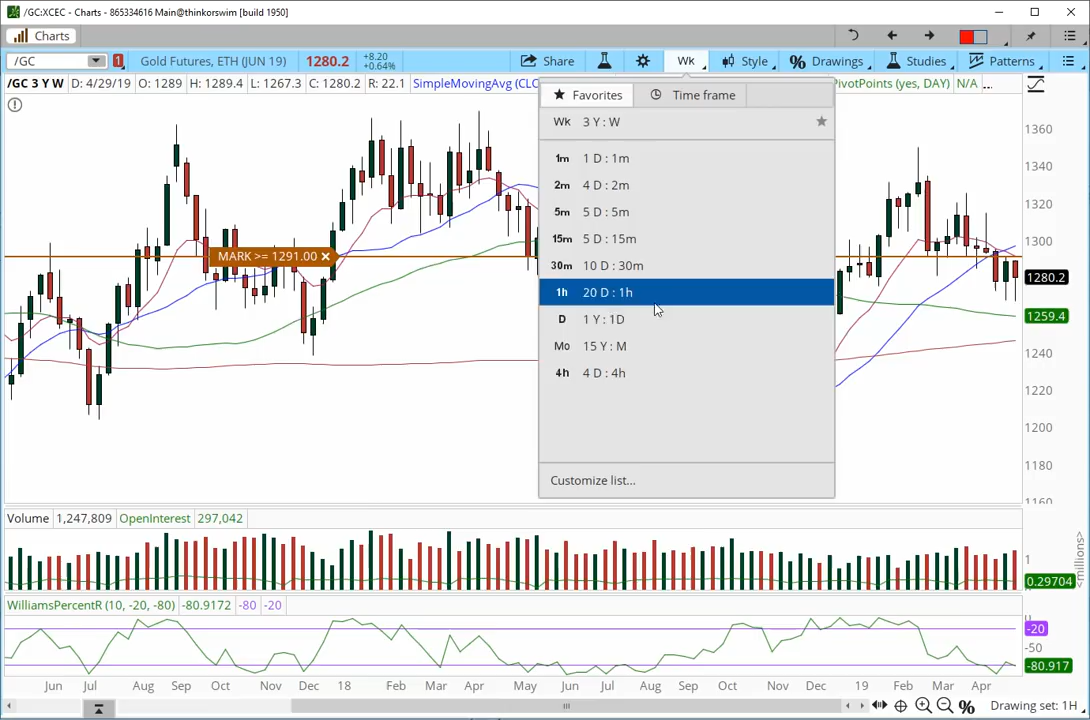 /GC:XCEC - Charts - 865334616 Main@thinkorswim [build 1950]
Charts
/GC 1 Gold Futures, ETH (JUN 19) 1280.2 +8.20 +0.64% Share Wk Style % Drawings Studies Patterns
/GC 3 Y W D: 4/29/19 O: 1289 H: 1289.4 L: 1267.3 C: 1280.2 R: 22.1 SimpleMovingAvg (CLO PivotPoints (yes, DAY) N/A ...
Favorites Time frame
Wk 3 Y : W
1m 1 D : 1m
2m 4 D : 2m
5m 5 D : 5m
15m 5 D : 15m
30m 10 D : 30m
1h 20 D : 1h
D 1 Y : 1D
Mo 15 Y : M
4h 4 D : 4h
Customize list...
MARK >= 1291.00 ×
1360
1340
1320
1300
1280.2
1259.4
1240
1220
1200
1180
1160
Volume 1,247,809 OpenInterest 297,042
1
0.29704
<millions>
WilliamsPercentR (10, -20, -80) -80.9172 -80 -20
-20
-50
-80.917
Jun Jul Aug Sep Oct Nov Dec 18 Feb Mar Apr May Jun Jul Aug Sep Oct Nov Dec 19 Feb Mar Apr
% Drawing set: 1H